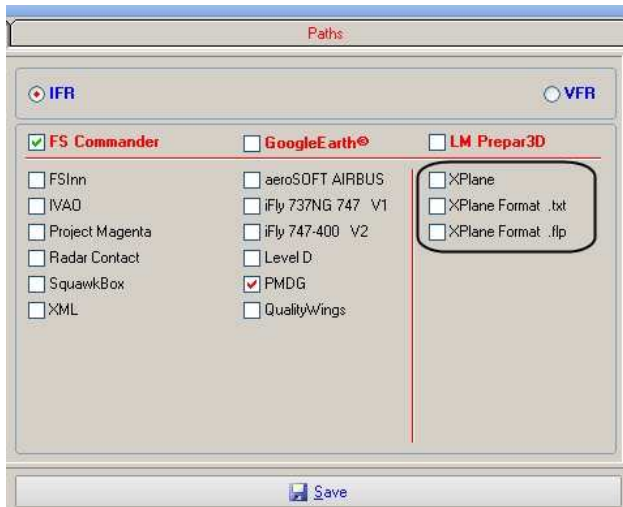 Paths
IFR
VFR
FS Commander
GoogleEarth©
LM Prepar3D
FSInn
aeroSOFT AIRBUS
XPlane
IVAO
iFly 737NG 747 V1
XPlane Format .txt
Project Magenta
iFly 747-400 V2
XPlane Format .flp
Radar Contact
Level D
SquawkBox
PMDG
XML
QualityWings
Save